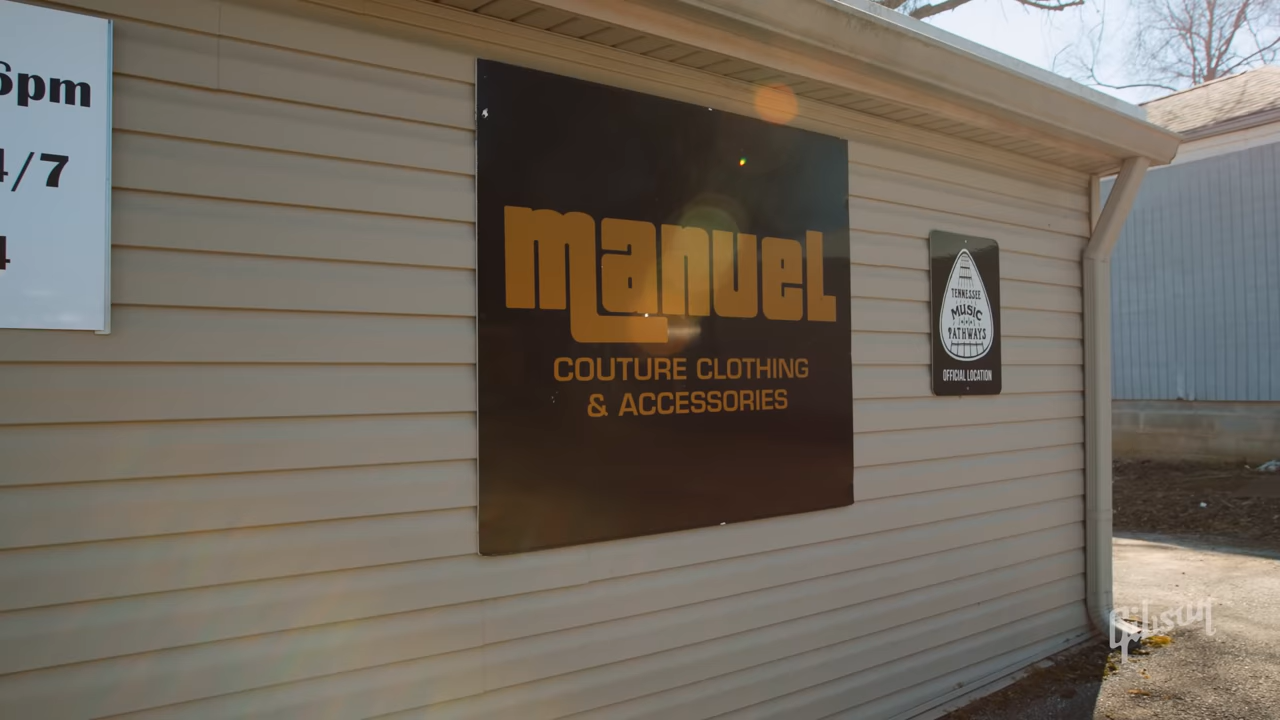 6pm
4/7
4
manuel
COUTURE CLOTHING
& ACCESSORIES
TENNESSEE
MUSIC
PATHWAYS
OFFICIAL LOCATION
Gibson